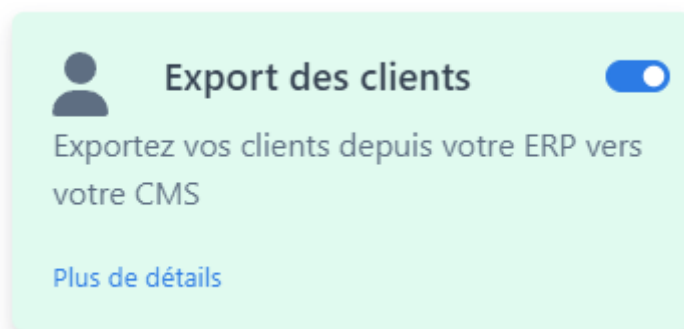 Export des clients
Exportez vos clients depuis votre ERP vers
votre CMS
Plus de détails